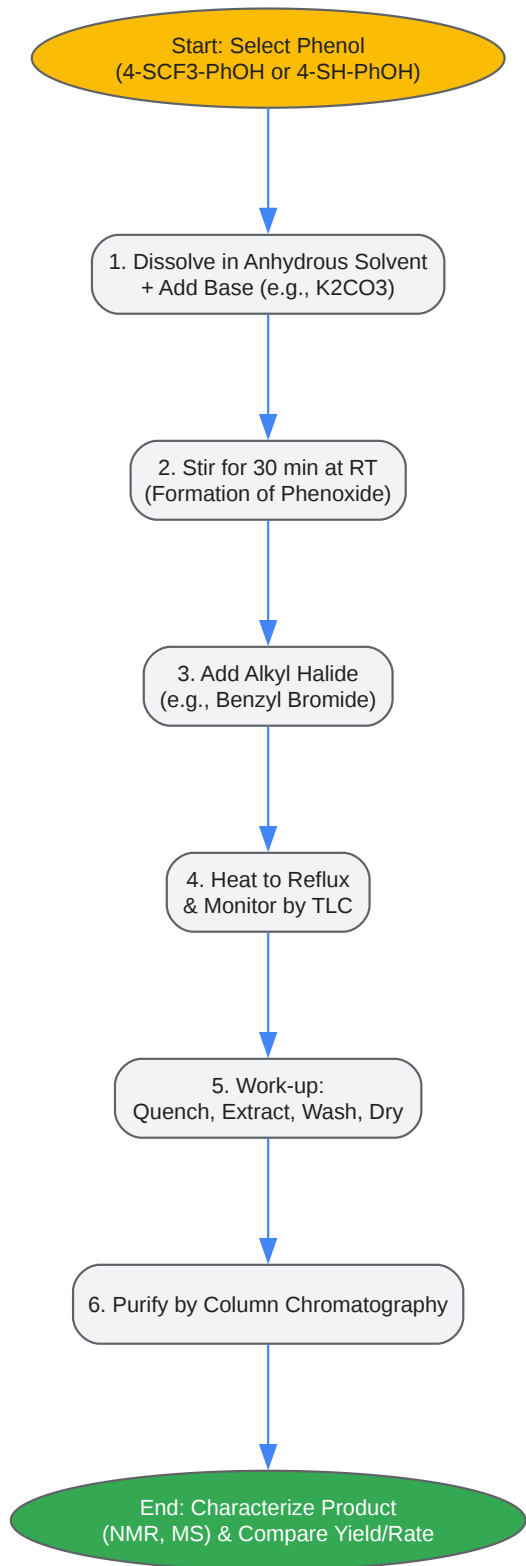 Start: Select Phenol
(4-SCF3-PhOH or 4-SH-PhOH)
1. Dissolve in Anhydrous Solvent
+ Add Base (e.g., K2CO3)
2. Stir for 30 min at RT
(Formation of Phenoxide)
3. Add Alkyl Halide
(e.g., Benzyl Bromide)
4. Heat to Reflux
& Monitor by TLC
5. Work-up:
Quench, Extract, Wash, Dry
6. Purify by Column Chromatography
End: Characterize Product
(NMR, MS) & Compare Yield/Rate